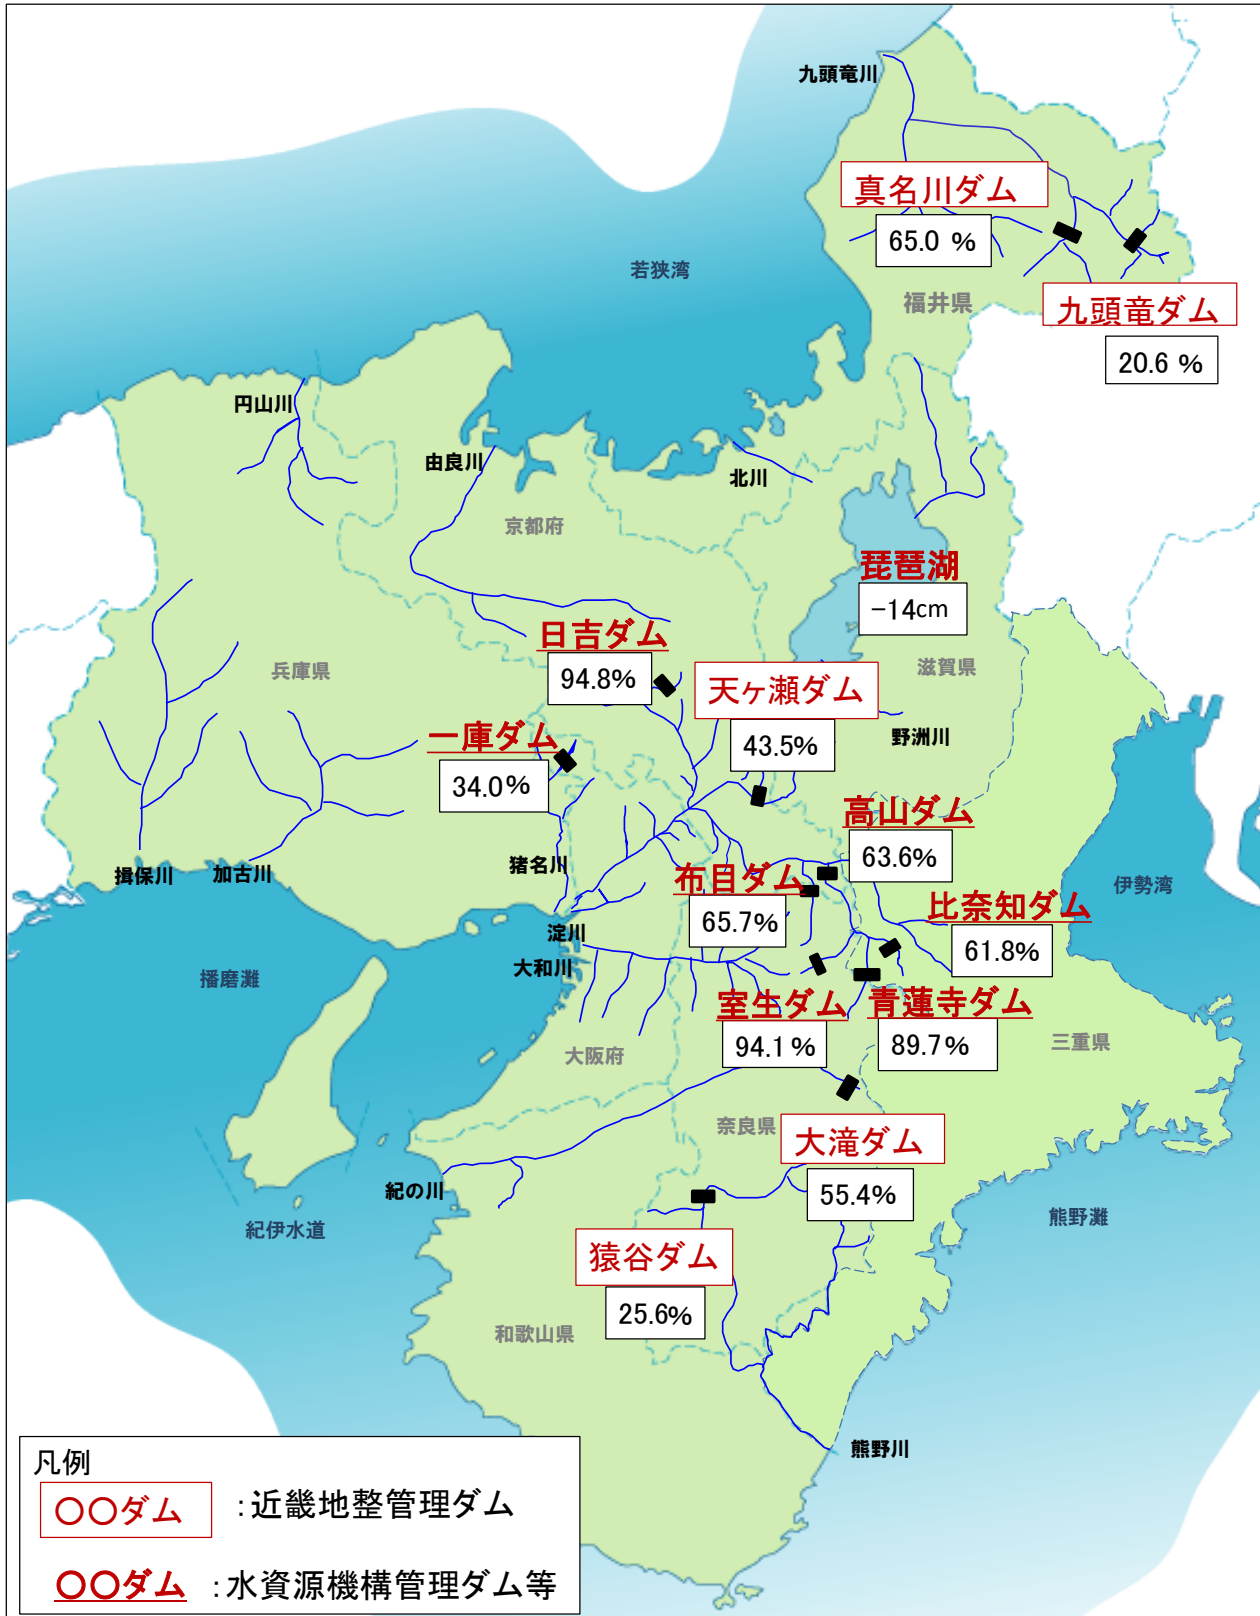 九頭竜川
真名川ダム
65.0 %
若狭湾
福井県
九頭竜ダム
20.6 %
円山川
由良川
北川
京都府
琵琶湖
-14cm
日吉ダム
94.8%
兵庫県
滋賀県
天ヶ瀬ダム
43.5%
野洲川
一庫ダム
34.0%
高山ダム
63.6%
猪名川
揖保川
加古川
布目ダム
65.7%
伊勢湾
比奈知ダム
61.8%
淀川
大和川
播磨灘
室生ダム
94.1%
青蓮寺ダム
89.7%
大阪府
三重県
奈良県
大滝ダム
55.4%
紀の川
紀伊水道
熊野灘
猿谷ダム
25.6%
和歌山県
熊野川
凡例
〇〇ダム ：近畿地整管理ダム
〇〇ダム ：水資源機構管理ダム等